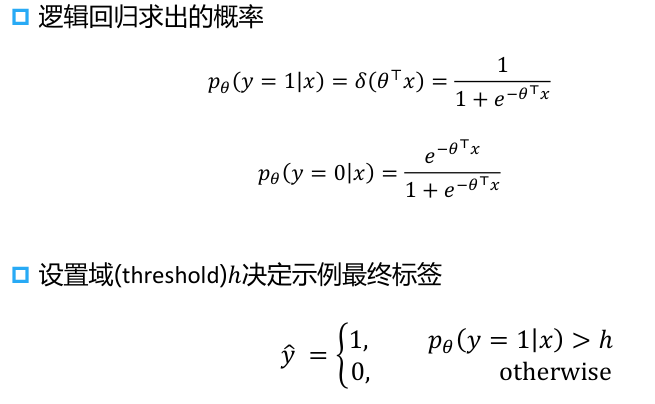 逻辑回归求出的概率
$p_\theta(y = 1|x) = \delta(\theta^\top x) = \frac{1}{1 + e^{-\theta^\top x}}$
$p_\theta(y = 0|x) = \frac{e^{-\theta^\top x}}{1 + e^{-\theta^\top x}}$
设置域(threshold)$h$决定示例最终标签
$\hat{y} = \begin{cases} 1, & p_\theta(y = 1|x) > h \\ 0, & \text{otherwise} \end{cases}$